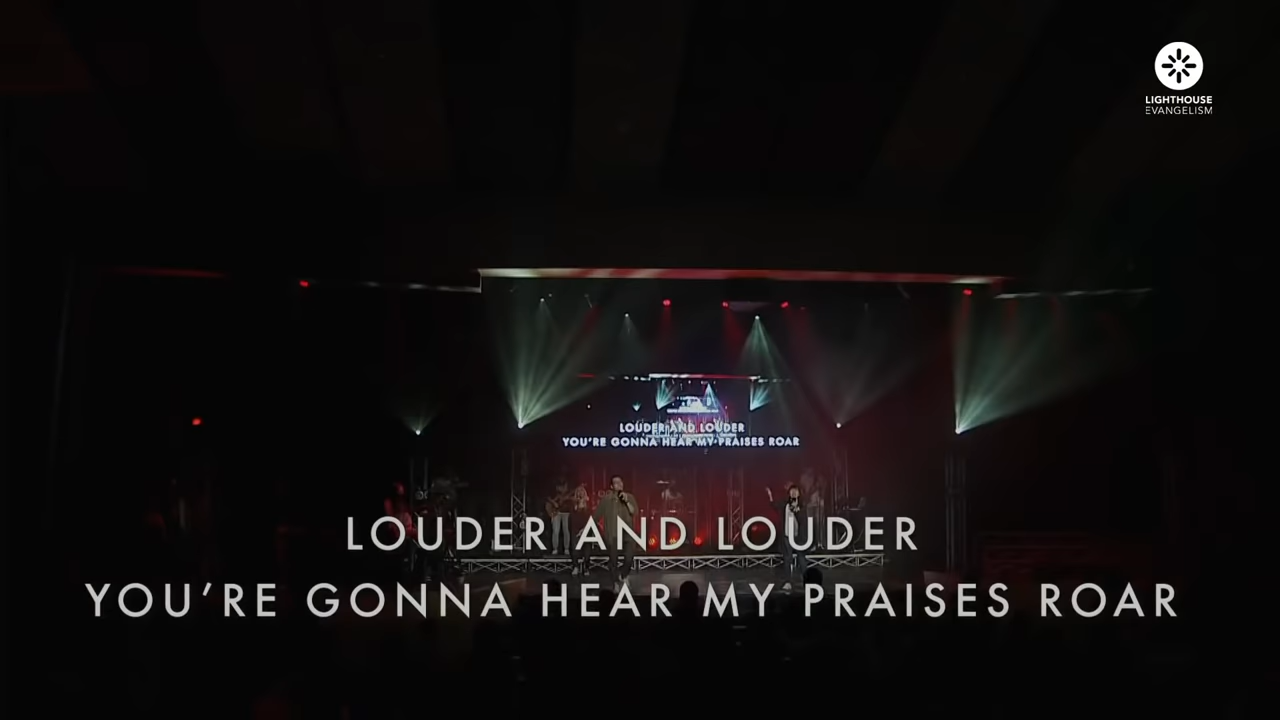 LIGHTHOUSE
EVANGELISM
LOUDER AND LOUDER
YOU'RE GONNA HEAR MY PRAISES ROAR
LOUDER AND LOUDER
YOU'RE GONNA HEAR MY PRAISES ROAR